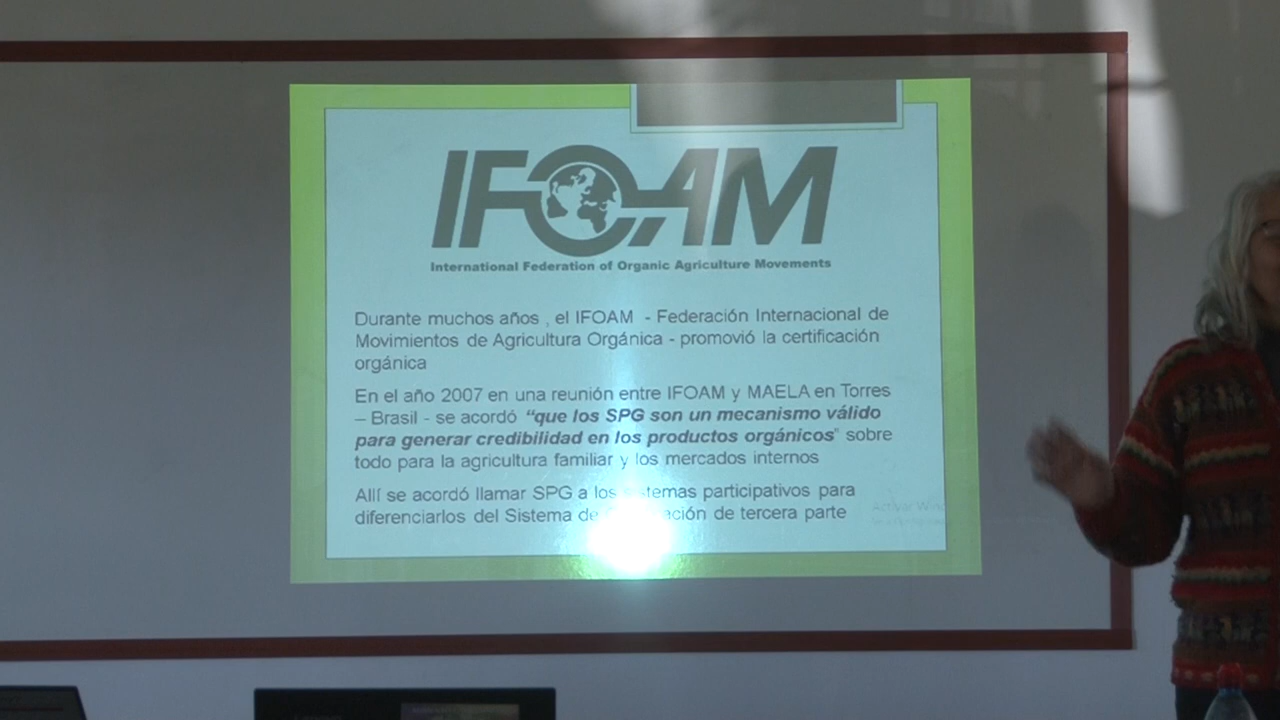 IFOAM
International Federation of Organic Agriculture Movements
Durante muchos años , el IFOAM - Federación Internacional de
Movimientos de Agricultura Orgánica - promovió la certificación
orgánica
En el año 2007 en una reunión entre IFOAM y MAELA en Torres
– Brasil - se acordó "que los SPG son un mecanismo válido
para generar credibilidad en los productos orgánicos" sobre
todo para la agricultura familiar y los mercados internos
Allí se acordó llamar SPG a los participativos para
diferenciarlos del Sistema de tercera parte